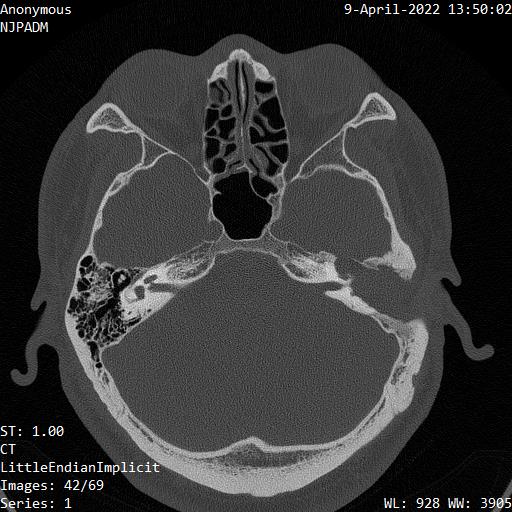 Anonymous
NJPADM
9-April-2022 13:50:02
ST: 1.00
CT
LittleEndianImplicit
Images: 42/69
Series: 1
WL: 928 WW: 3905